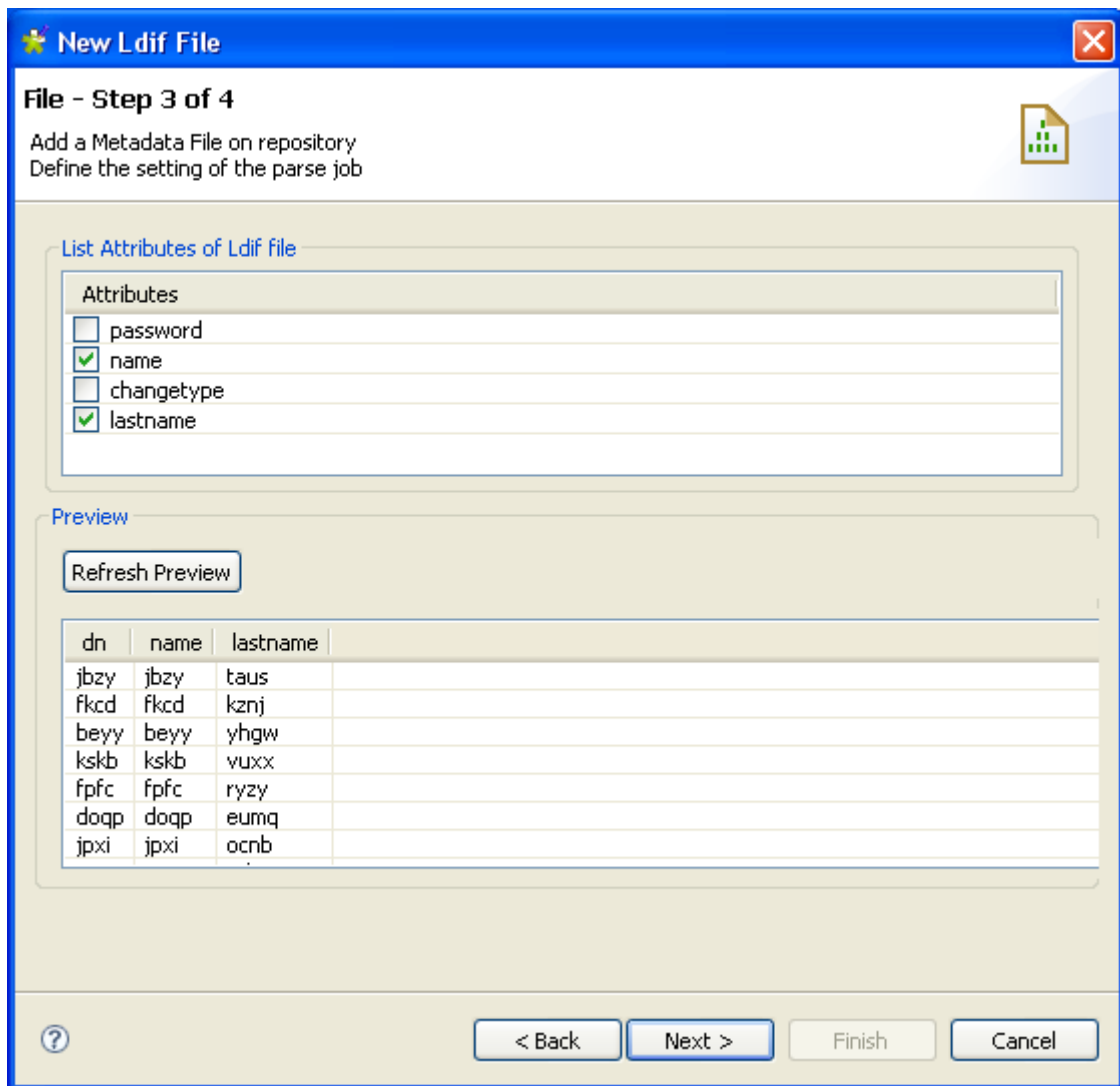 New Ldif File
File - Step 3 of 4
Add a Metadata File on repository
Define the setting of the parse job
List Attributes of Ldif file
Attributes
password
name
changetype
lastname
Preview
Refresh Preview
dn name lastname
jbzy jbzy taus
fkcd fkcd kznj
beyy beyy yhgw
kskb kskb vuxx
fpfc fpfc ryzy
doqp doqp eumq
jpxi jpxi ocnb
? < Back Next > Finish Cancel